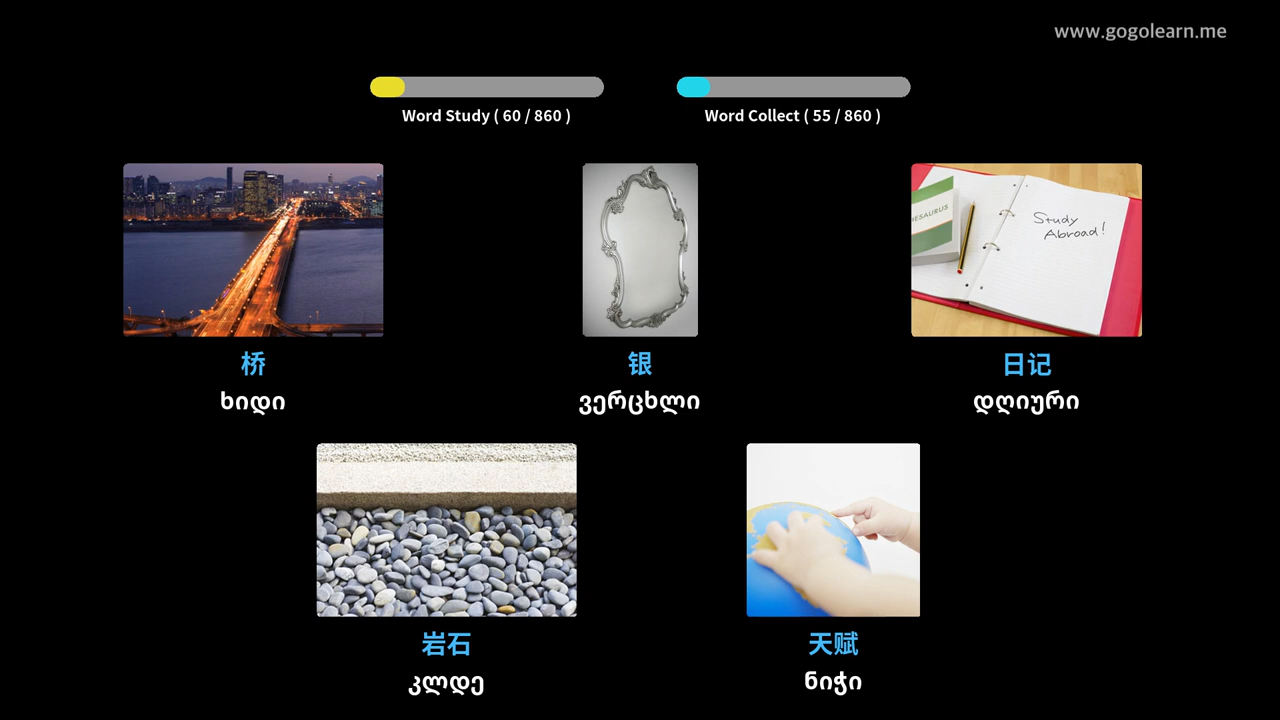 www.gogolearn.me
Word Study ( 60 / 860 )
Word Collect ( 55 / 860 )
ESAURUS
Study
Abroad!
桥
ხიდი
银
ვერცხლი
日记
დღიური
岩石
კლდე
天赋
ნიჭი